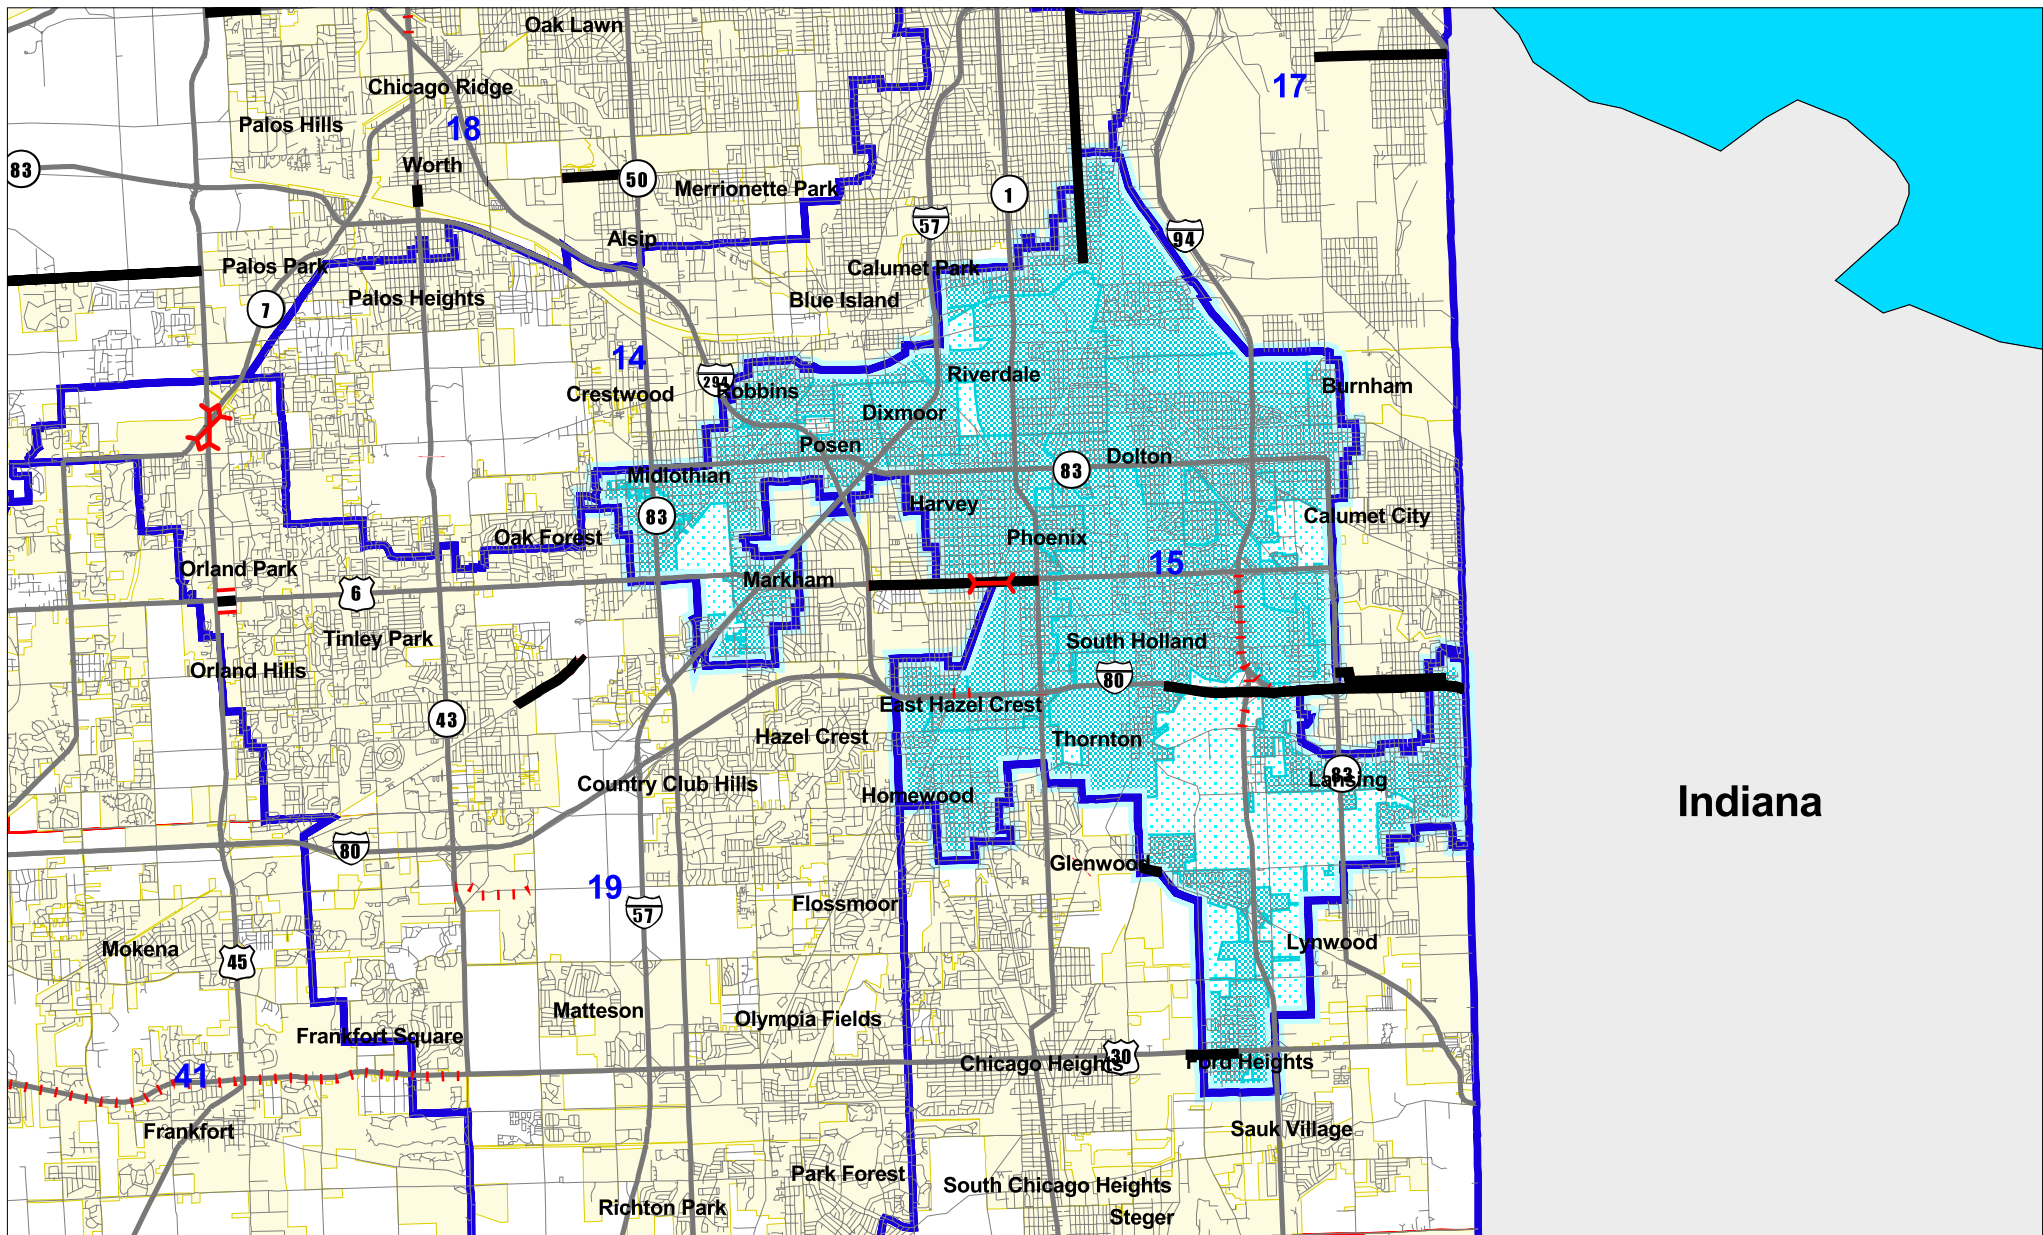 Oak Lawn
17
Chicago Ridge
Palos Hills
18
83
Worth
50
Merrionette Park
1
57
94
Alsip
Palos Park
Calumet Park
Palos Heights
Blue Island
7
14
294
Crestwood
Robbins
Riverdale
Burnham
Dixmoor
Posen
83
Dolton
Midlothian
83
Harvey
Calumet City
Oak Forest
Phoenix
15
Orland Park
6
Markham
Tinley Park
South Holland
Orland Hills
80
43
East Hazel Crest
Hazel Crest
Thornton
Country Club Hills
83
Lansing
Homewood
Indiana
80
Glenwood
19
57
Flossmoor
Mokena
45
Lynwood
Matteson
Olympia Fields
Frankfort Square
Chicago Heights
30
Ford Heights
41
Frankfort
Sauk Village
Park Forest
South Chicago Heights
Richton Park
Steger